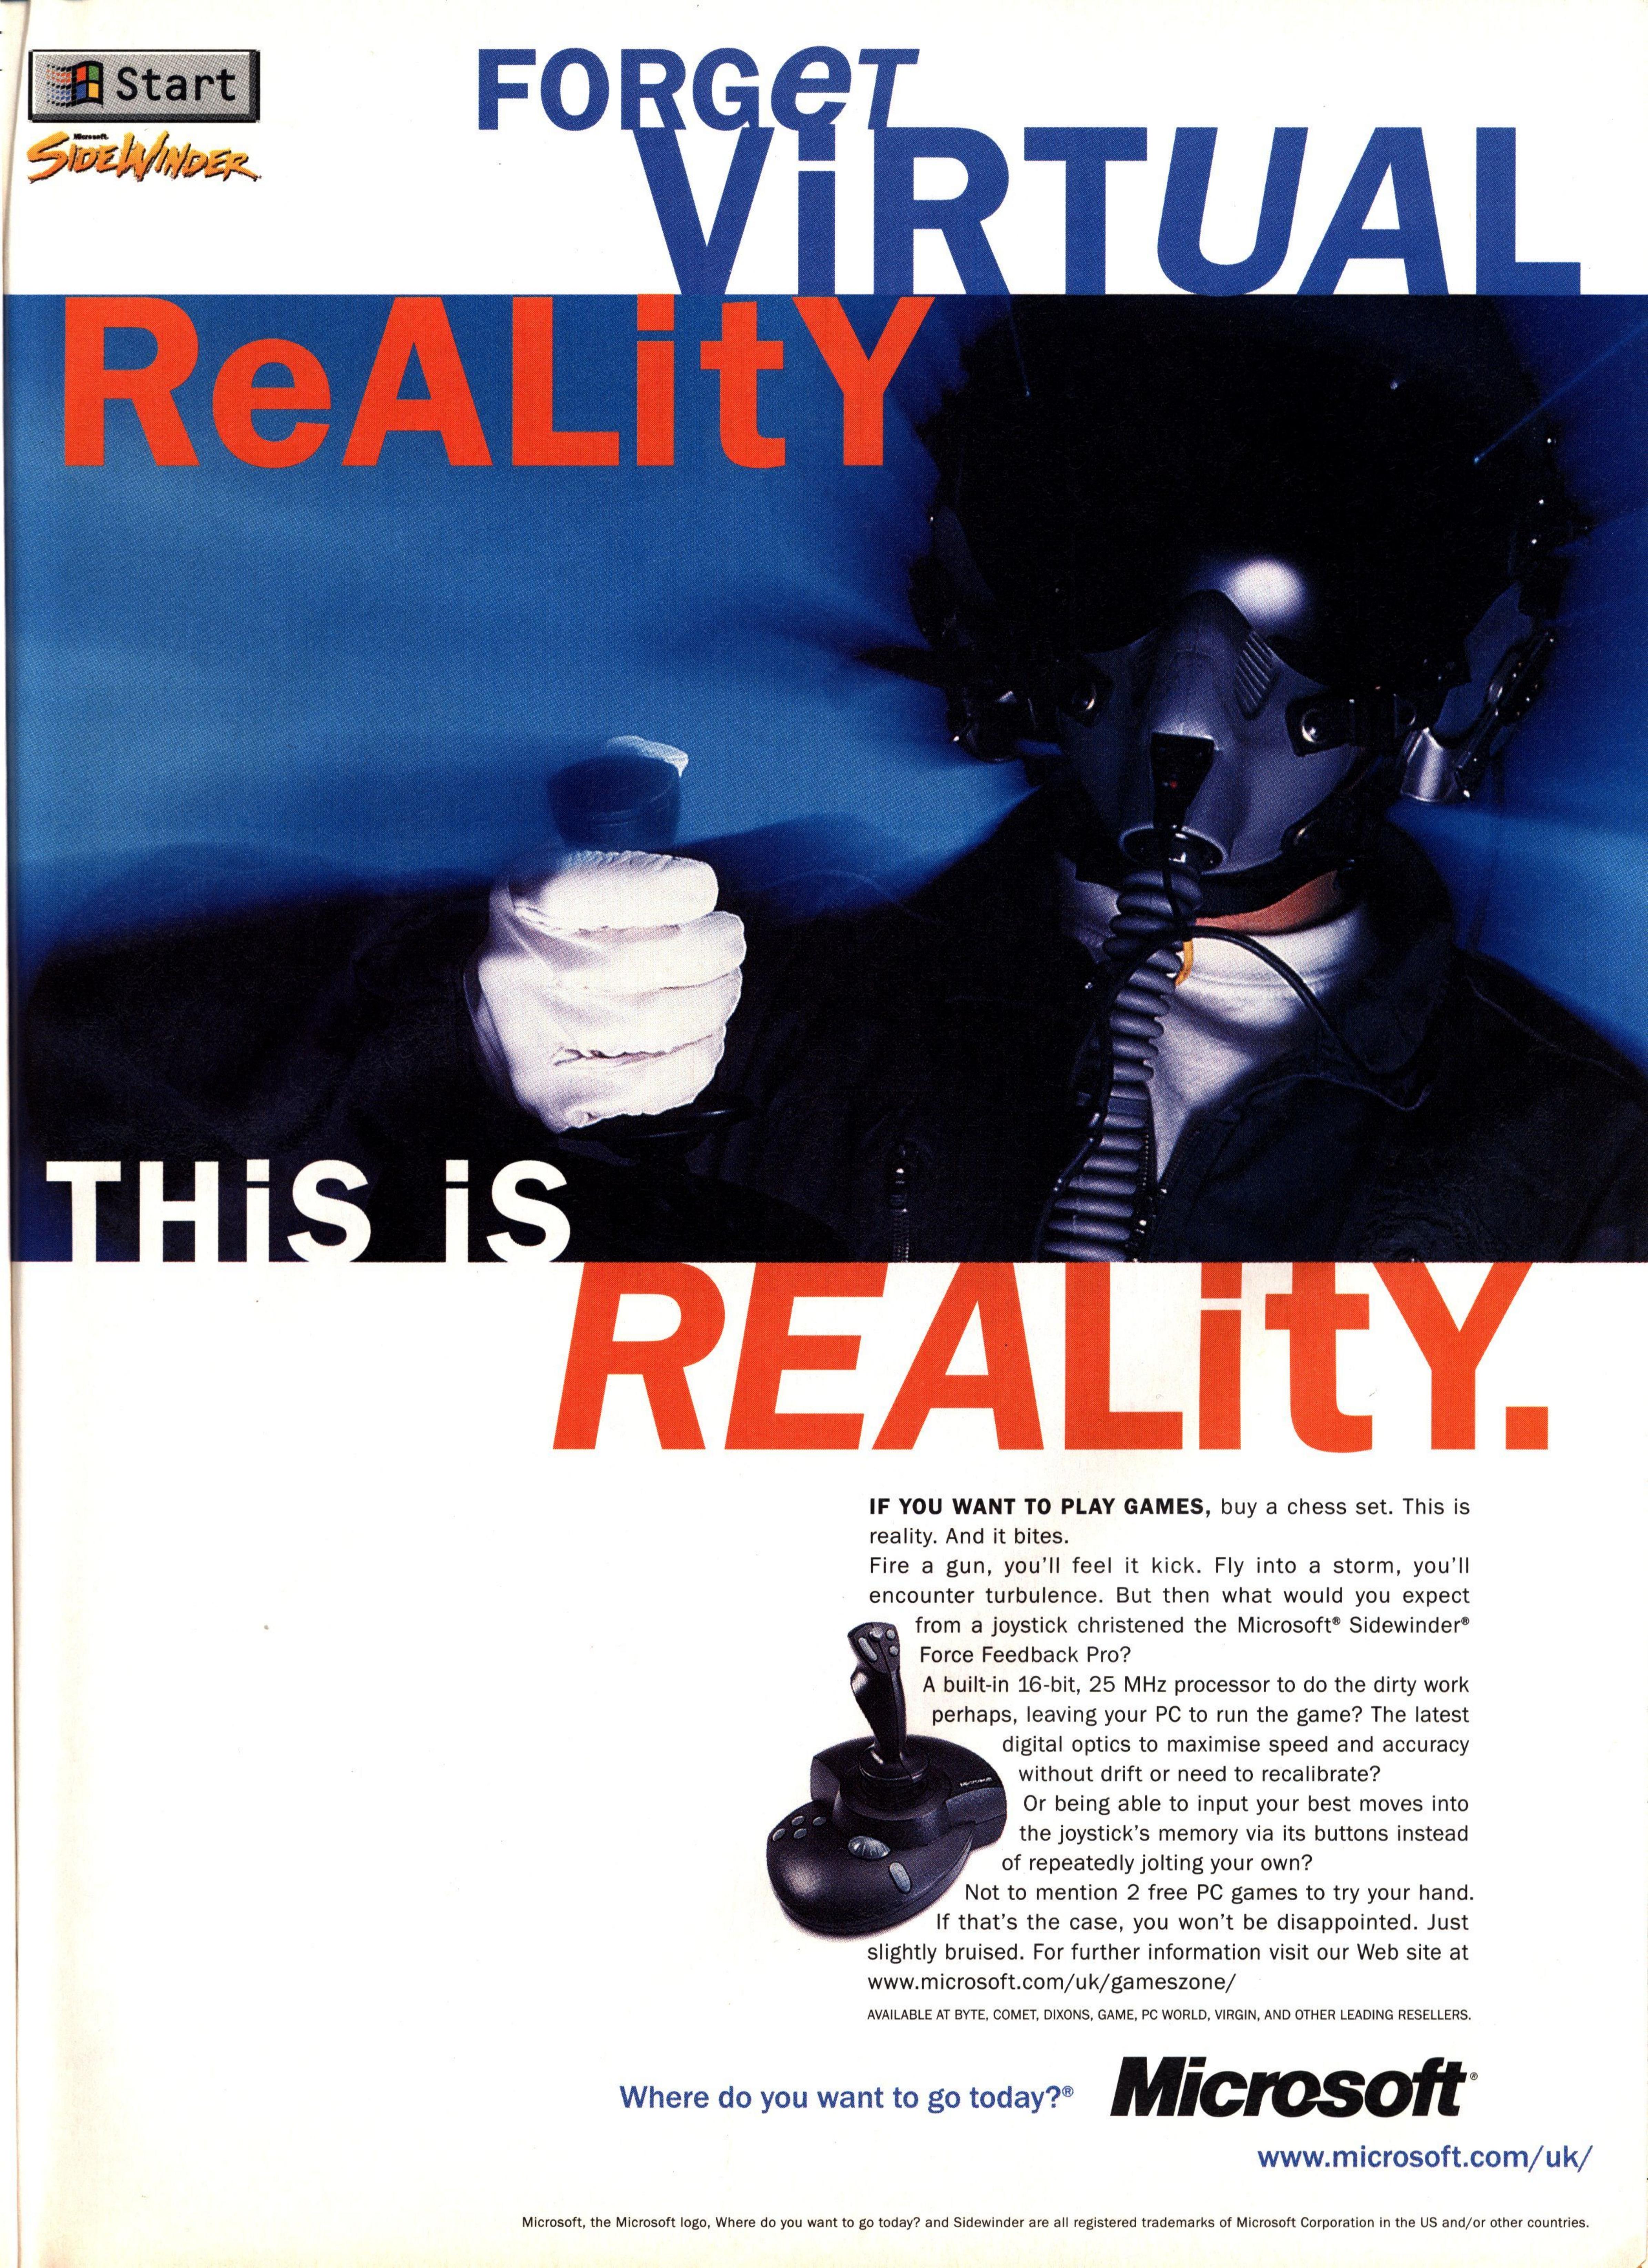 Start
Microsoft.
SIDEWINDER
FORGeT
ViRTUAL
ReALitY
THiS iS
REALitY.
IF YOU WANT TO PLAY GAMES, buy a chess set. This is
reality. And it bites.
Fire a gun, you'll feel it kick. Fly into a storm, you'll
encounter turbulence. But then what would you expect
from a joystick christened the Microsoft® Sidewinder®
Force Feedback Pro?
A built-in 16-bit, 25 MHz processor to do the dirty work
perhaps, leaving your PC to run the game? The latest
digital optics to maximise speed and accuracy
without drift or need to recalibrate?
Or being able to input your best moves into
the joystick's memory via its buttons instead
of repeatedly jolting your own?
Not to mention 2 free PC games to try your hand.
If that's the case, you won't be disappointed. Just
slightly bruised. For further information visit our Web site at
www.microsoft.com/uk/gameszone/
AVAILABLE AT BYTE, COMET, DIXONS, GAME, PC WORLD, VIRGIN, AND OTHER LEADING RESELLERS.
Where do you want to go today?® Microsoft®
www.microsoft.com/uk/
Microsoft, the Microsoft logo, Where do you want to go today? and Sidewinder are all registered trademarks of Microsoft Corporation in the US and/or other countries.